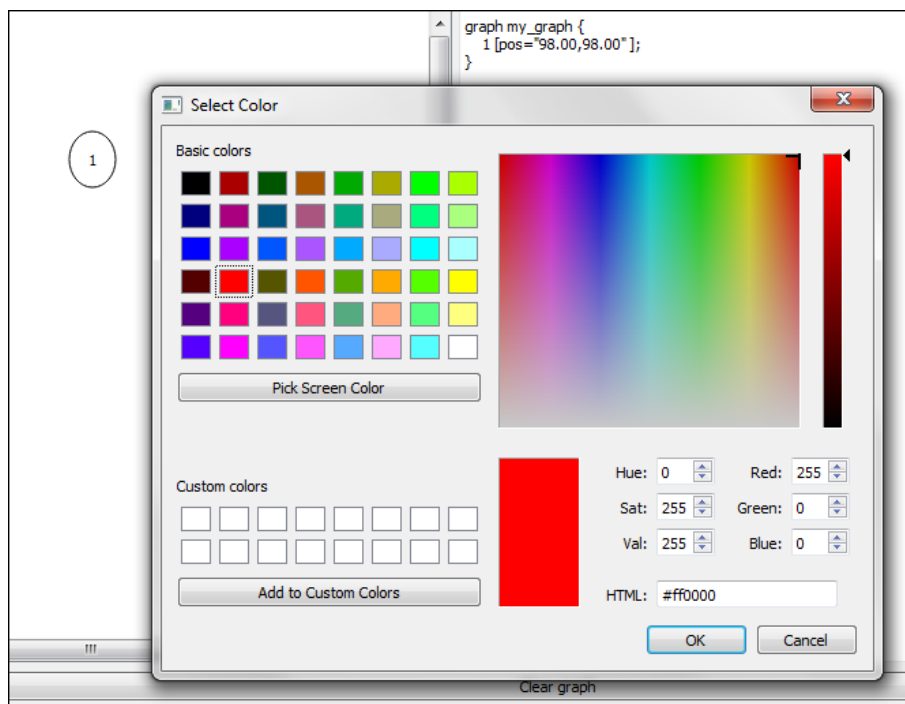 graph my_graph {
1 [pos="98.00,98.00" ];
}
1
Select Color
Basic colors
Pick Screen Color
Custom colors
Add to Custom Colors
Hue: 0 Red: 255
Sat: 255 Green: 0
Val: 255 Blue: 0
HTML: #ff0000
OK Cancel
Clear graph